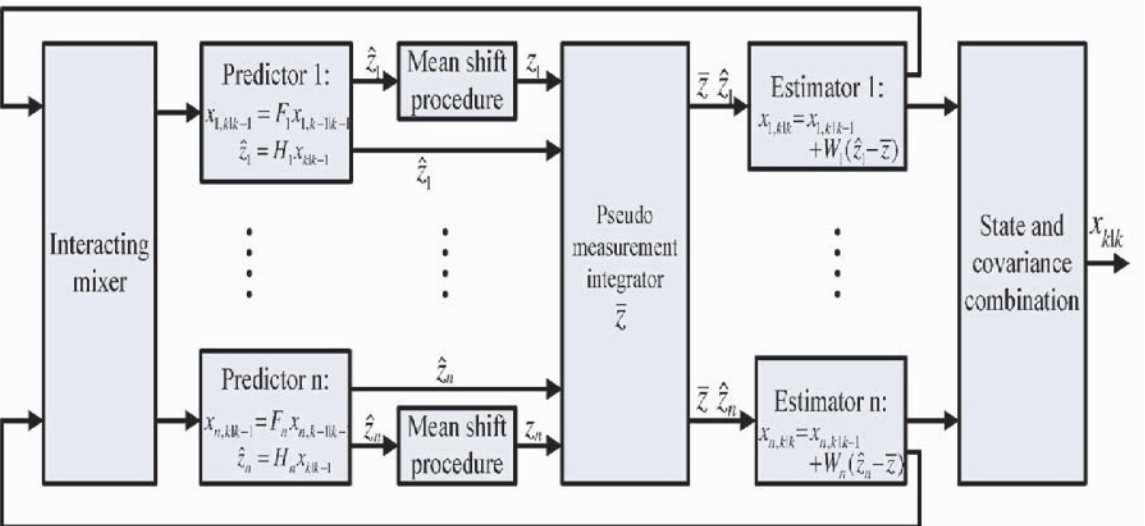 Interacting
mixer
Predictor 1:
x_{1,k|k−1} = F_1 x_{1,k−1|k−1}
ẑ_1 = H_1 x_{k|k−1}
ẑ_1
Mean shift
procedure
z_1
ẑ_1
Predictor n:
x_{n,k|k−1} = F_n x_{n,k−1|k−1}
ẑ_n = H_n x_{k|k−1}
ẑ_n
ẑ_n
Mean shift
procedure
z_n
Pseudo
measurement
integrator
z̄
z̄ ẑ_1
Estimator 1:
x_{1,k|k} = x_{1,k|k−1}
+W_1(ẑ_1−z̄)
z̄ ẑ_n
Estimator n:
x_{n,k|k} = x_{n,k|k−1}
+W_n(ẑ_n−z̄)
State and
covariance
combination
x_{k|k}